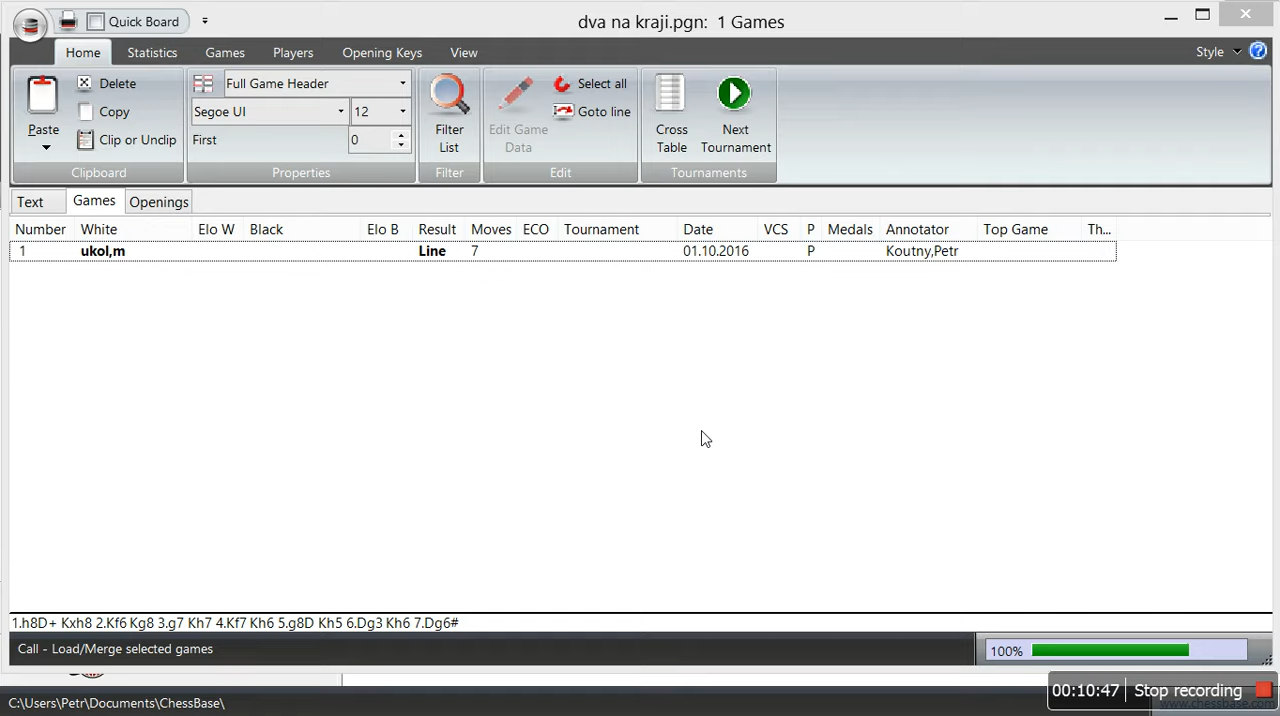 Quick Board
dva na kraji.pgn: 1 Games
Home Statistics Games Players Opening Keys View Style
Paste
Delete
Copy
Clip or Unclip
Clipboard
Full Game Header
Segoe UI 12
First 0
Properties
Filter List
Filter
Edit Game Data
Select all
Goto line
Edit
Cross Table
Next Tournament
Tournaments
Text Games Openings
Number White Elo W Black Elo B Result Moves ECO Tournament Date VCS P Medals Annotator Top Game Th...
1 ukol,m Line 7 01.10.2016 P Koutny,Petr
1.h8D+ Kxh8 2.Kf6 Kg8 3.g7 Kh7 4.Kf7 Kh6 5.g8D Kh5 6.Dg3 Kh6 7.Dg6#
Call - Load/Merge selected games
100%
00:10:47 Stop recording
C:\Users\Petr\Documents\ChessBase\
www.chessbase.com